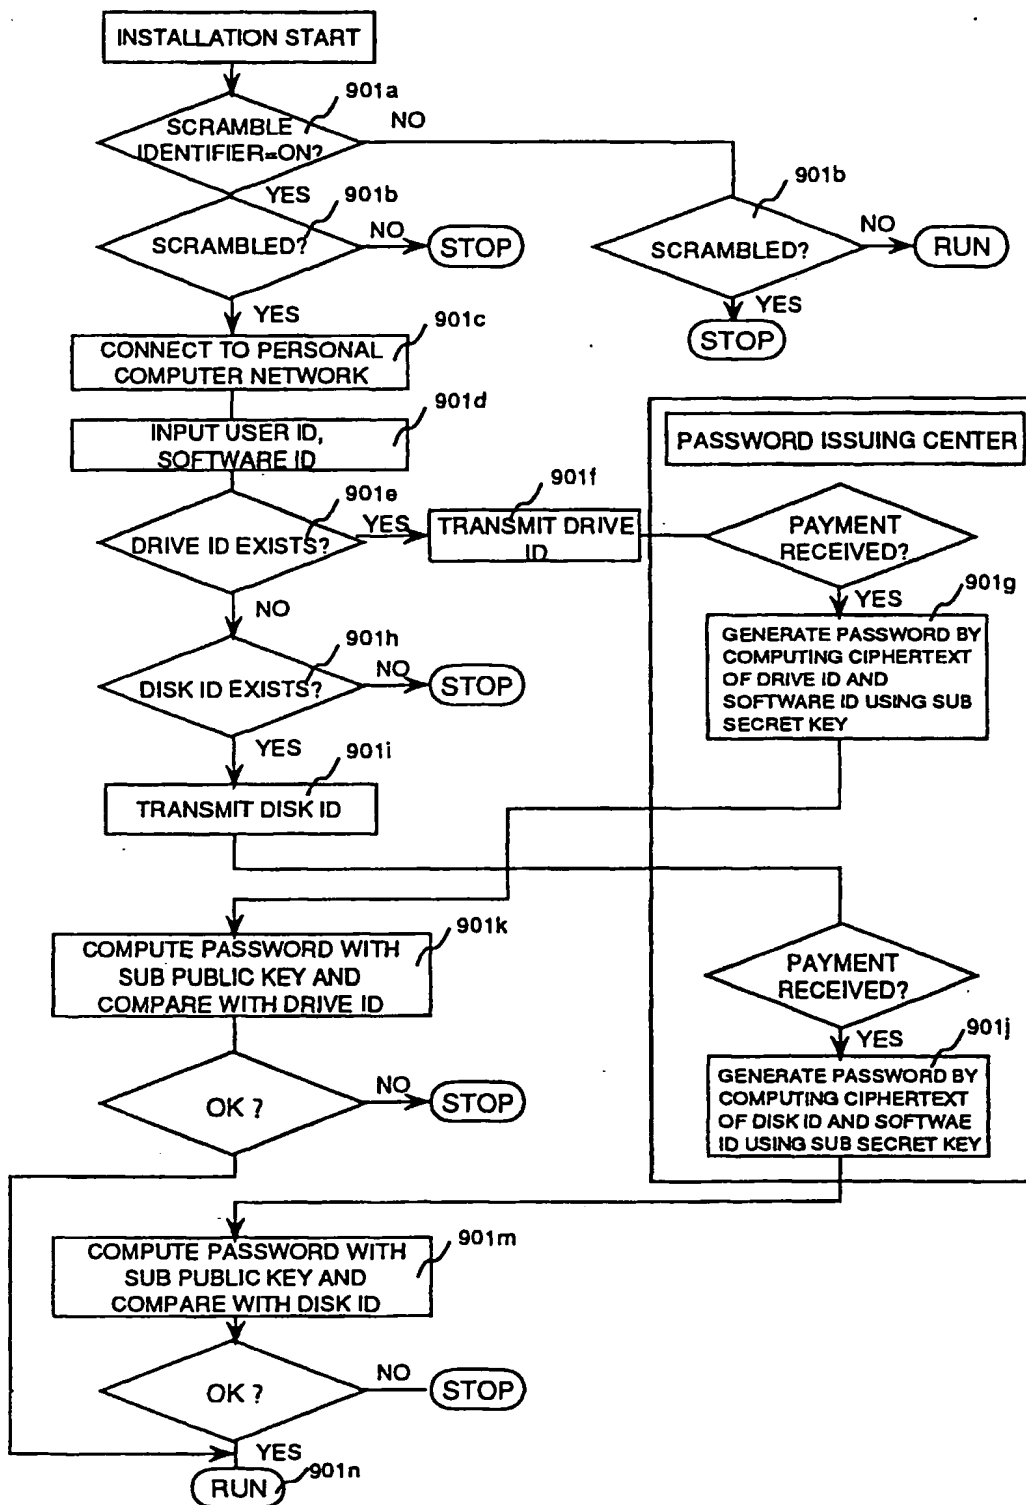 INSTALLATION START
901a
SCRAMBLE
IDENTIFIER=ON?
NO
YES
901b
SCRAMBLED?
NO
STOP
901b
SCRAMBLED?
NO
RUN
YES
STOP
YES
901c
CONNECT TO PERSONAL
COMPUTER NETWORK
901d
INPUT USER ID,
SOFTWARE ID
PASSWORD ISSUING CENTER
901e
DRIVE ID EXISTS?
YES
901f
TRANSMIT DRIVE
ID
PAYMENT
RECEIVED?
YES
901g
GENERATE PASSWORD BY
COMPUTING CIPHERTEXT
OF DRIVE ID AND
SOFTWARE ID USING SUB
SECRET KEY
NO
901h
DISK ID EXISTS?
NO
STOP
YES
901i
TRANSMIT DISK ID
901k
COMPUTE PASSWORD WITH
SUB PUBLIC KEY AND
COMPARE WITH DRIVE ID
PAYMENT
RECEIVED?
YES
901j
GENERATE PASSWORD BY
COMPUTING CIPHERTEXT
OF DISK ID AND SOFTWAE
ID USING SUB SECRET KEY
OK ?
NO
STOP
901m
COMPUTE PASSWORD WITH
SUB PUBLIC KEY AND
COMPARE WITH DISK ID
OK ?
NO
STOP
YES
RUN
901n